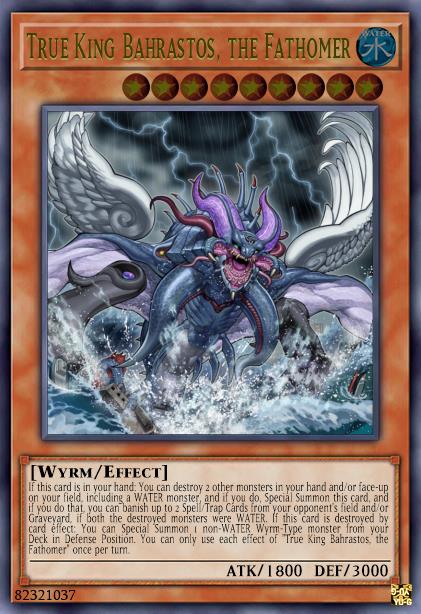 TRUE KING BAHRASTOS, THE FATHOMER
WATER
水
[WYRM/EFFECT]
If this card is in your hand: You can destroy 2 other monsters in your hand and/or face-up
on your field, including a WATER monster, and if you do, Special Summon this card, and
if you do that, you can banish up to 2 Spell/Trap Cards from your opponent's field and/or
Graveyard, if both the destroyed monsters were WATER. If this card is destroyed by
card effect: You can Special Summon 1 non-WATER Wyrm-Type monster from your
Deck in Defense Position. You can only use each effect of "True King Bahrastos, the
Fathomer" once per turn.
ATK/1800 DEF/3000
82321037